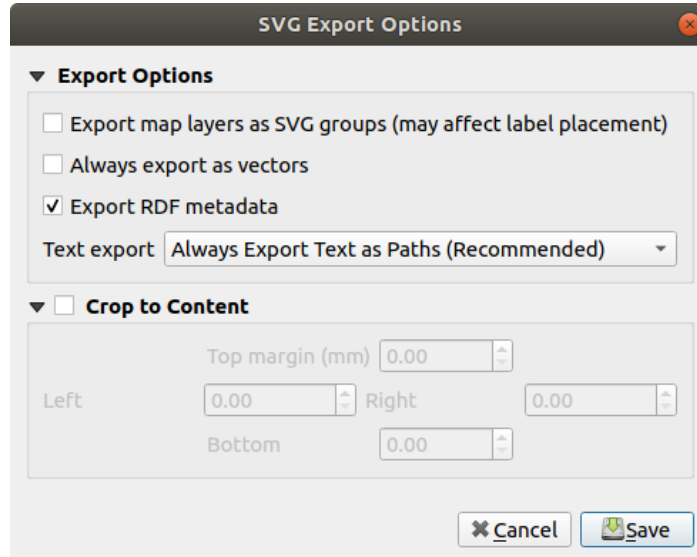 SVG Export Options
Export Options
Export map layers as SVG groups (may affect label placement)
Always export as vectors
Export RDF metadata
Text export Always Export Text as Paths (Recommended)
Crop to Content
Top margin (mm) 0.00
Left 0.00 Right 0.00
Bottom 0.00
Cancel Save